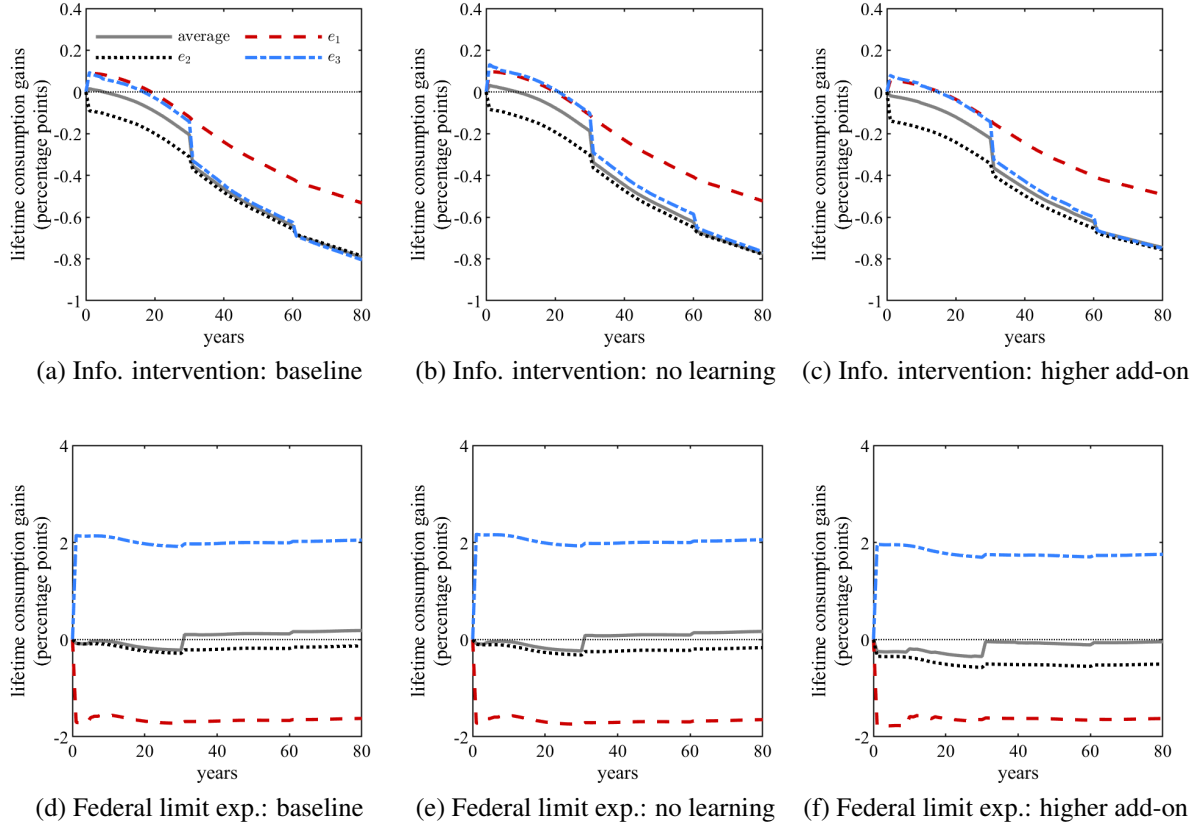 0.4
0.2
0
-0.2
-0.4
-0.6
-0.8
-1
lifetime consumption gains
(percentage points)
average
e1
e2
e3
0 20 40 60 80
years
(a) Info. intervention: baseline
0.4
0.2
0
-0.2
-0.4
-0.6
-0.8
-1
lifetime consumption gains
(percentage points)
0 20 40 60 80
years
(b) Info. intervention: no learning
0.4
0.2
0
-0.2
-0.4
-0.6
-0.8
-1
lifetime consumption gains
(percentage points)
0 20 40 60 80
years
(c) Info. intervention: higher add-on
4
2
0
-2
lifetime consumption gains
(percentage points)
0 20 40 60 80
years
(d) Federal limit exp.: baseline
4
2
0
-2
lifetime consumption gains
(percentage points)
0 20 40 60 80
years
(e) Federal limit exp.: no learning
4
2
0
-2
lifetime consumption gains
(percentage points)
0 20 40 60 80
years
(f) Federal limit exp.: higher add-on